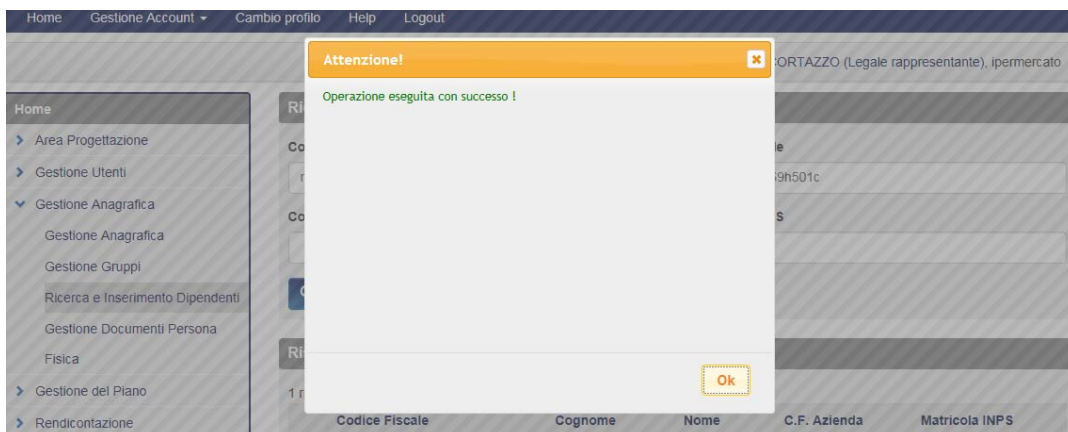 Home Gestione Account Cambio profilo Help Logout
Attenzione!
CORTAZZO (Legale rappresentante), ipermercato
Operazione eseguita con successo !
Home
Area Progettazione
Gestione Utenti
Gestione Anagrafica
Gestione Anagrafica
Gestione Gruppi
Ricerca e Inserimento Dipendenti
Gestione Documenti Persona
Fisica
Gestione del Piano
Rendicontazione
9h501c
Ok
Codice Fiscale Cognome Nome C.F. Azienda Matricola INPS